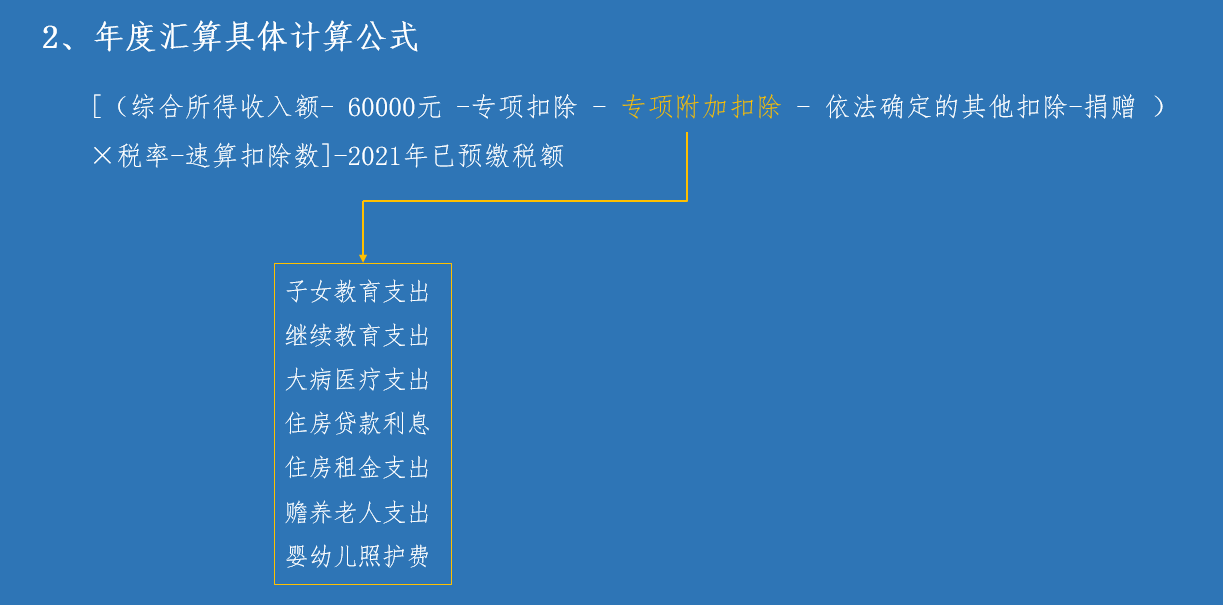 2、年度汇算具体计算公式
[（综合所得收入额- 60000元 -专项扣除 - 专项附加扣除 - 依法确定的其他扣除-捐赠 ）
×税率-速算扣除数]-2021年已预缴税额
子女教育支出
继续教育支出
大病医疗支出
住房贷款利息
住房租金支出
赡养老人支出
婴幼儿照护费